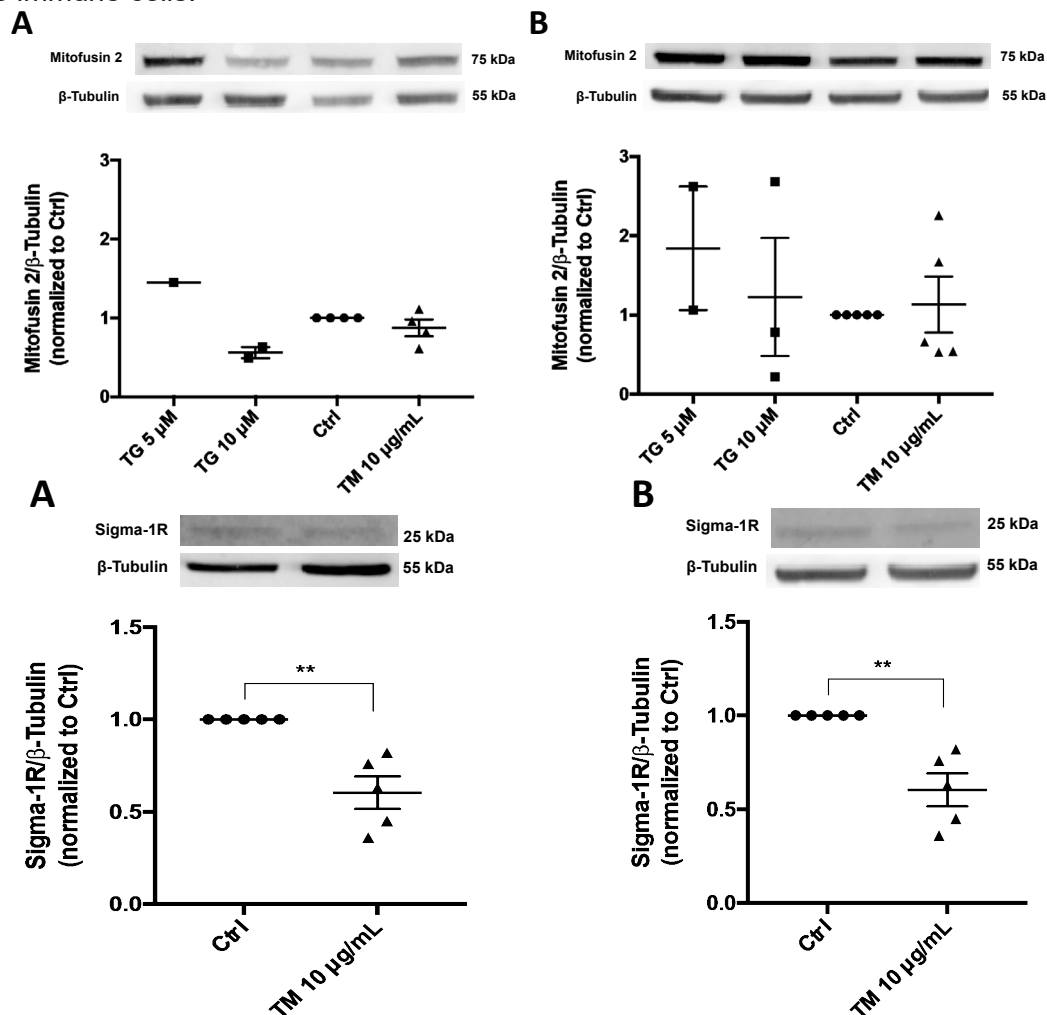 A
Mitofusin 2
75 kDa
β-Tubulin
55 kDa
Mitofusin 2/β-Tubulin
(normalized to Ctrl)
3
2
1
0
TG 5 µM
TG 10 µM
Ctrl
TM 10 µg/mL
B
Mitofusin 2
75 kDa
β-Tubulin
55 kDa
Mitofusin 2/β-Tubulin
(normalized to Ctrl)
3
2
1
0
TG 5 µM
TG 10 µM
Ctrl
TM 10 µg/mL
A
Sigma-1R
25 kDa
β-Tubulin
55 kDa
Sigma-1R/β-Tubulin
(normalized to Ctrl)
1.5
1.0
0.5
0.0
**
Ctrl
TM 10 µg/mL
B
Sigma-1R
25 kDa
β-Tubulin
55 kDa
Sigma-1R/β-Tubulin
(normalized to Ctrl)
1.5
1.0
0.5
0.0
**
Ctrl
TM 10 µg/mL